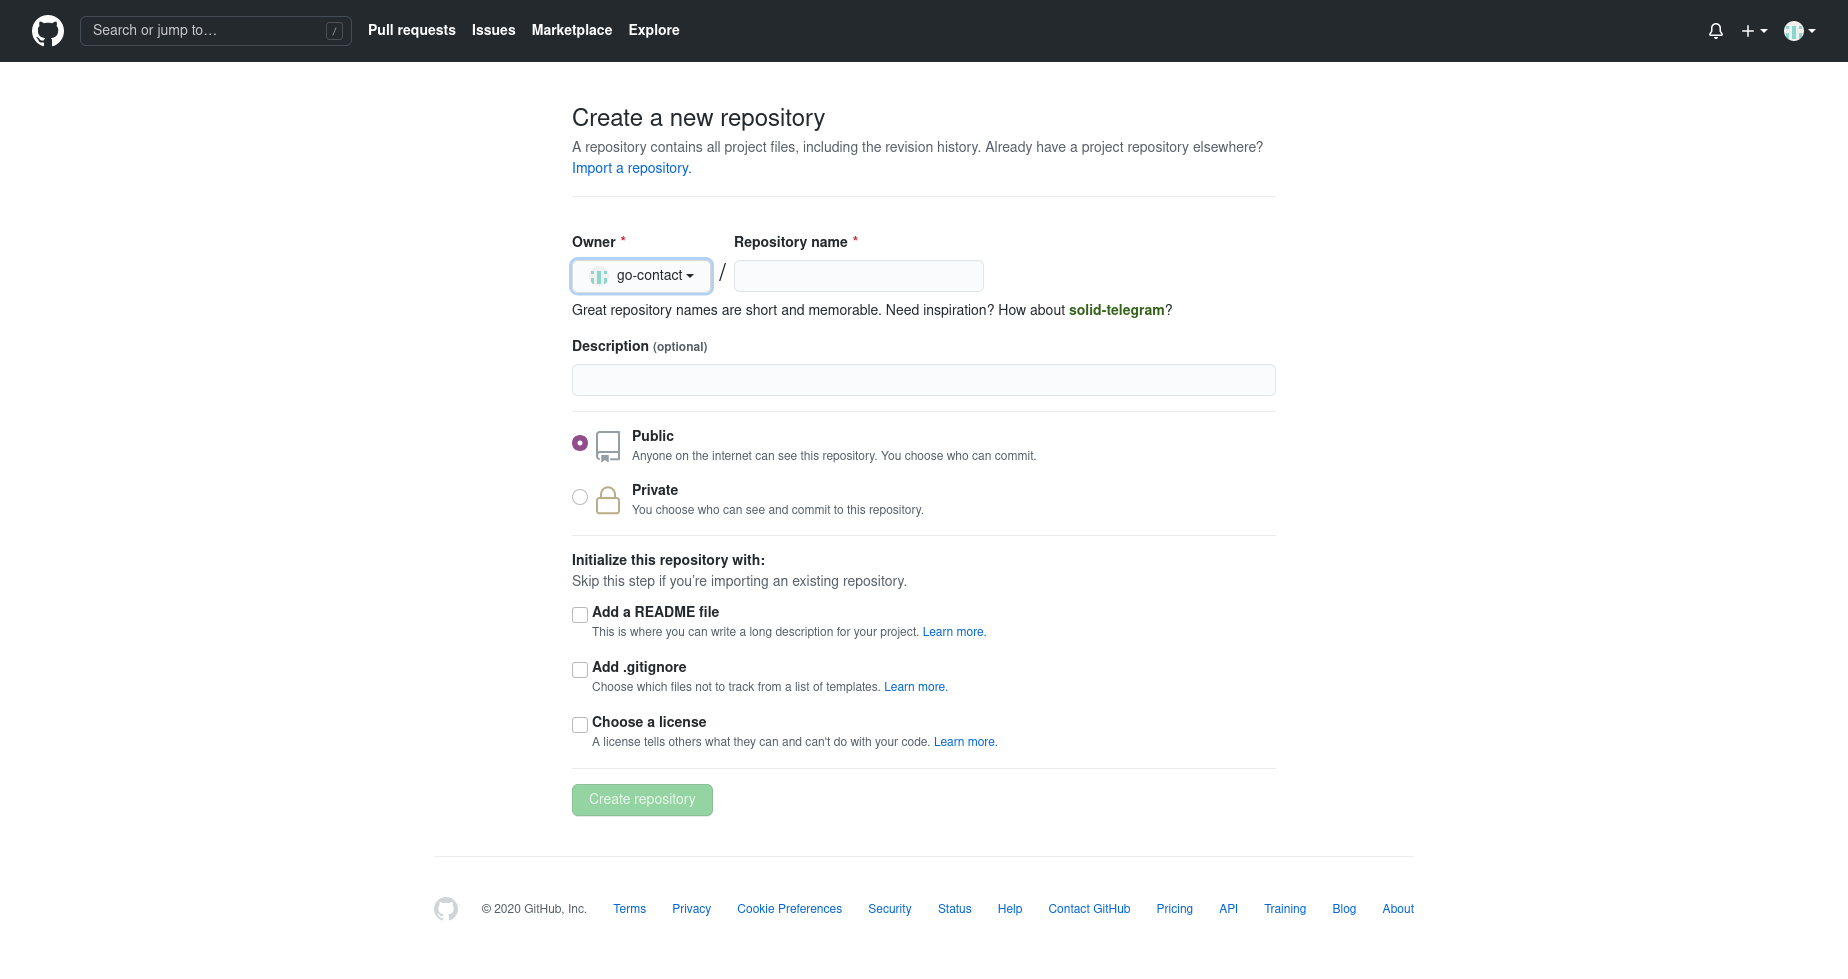 Search or jump to…
/
Pull requests
Issues
Marketplace
Explore
Create a new repository
A repository contains all project files, including the revision history. Already have a project repository elsewhere?
Import a repository.
Owner *
Repository name *
go-contact
/
Great repository names are short and memorable. Need inspiration? How about solid-telegram?
Description (optional)
Public
Anyone on the internet can see this repository. You choose who can commit.
Private
You choose who can see and commit to this repository.
Initialize this repository with:
Skip this step if you’re importing an existing repository.
Add a README file
This is where you can write a long description for your project. Learn more.
Add .gitignore
Choose which files not to track from a list of templates. Learn more.
Choose a license
A license tells others what they can and can't do with your code. Learn more.
Create repository
© 2020 GitHub, Inc.
Terms
Privacy
Cookie Preferences
Security
Status
Help
Contact GitHub
Pricing
API
Training
Blog
About